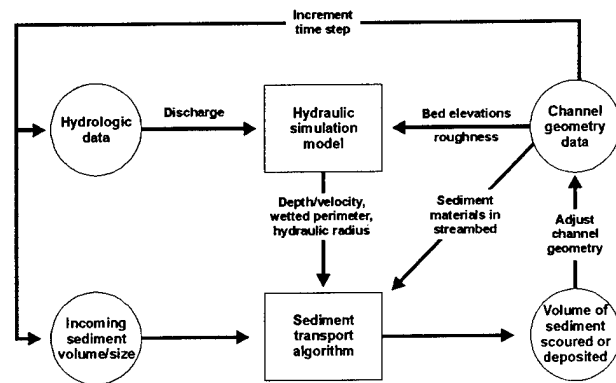 Increment
time step
Hydrologic
data
Discharge
Hydraulic
simulation
model
Bed elevations
roughness
Channel
geometry
data
Depth/velocity,
wetted perimeter,
hydraulic radius
Sediment
materials in
streambed
Adjust
channel
geometry
Incoming
sediment
volume/size
Sediment
transport
algorithm
Volume of
sediment
scoured or
deposited